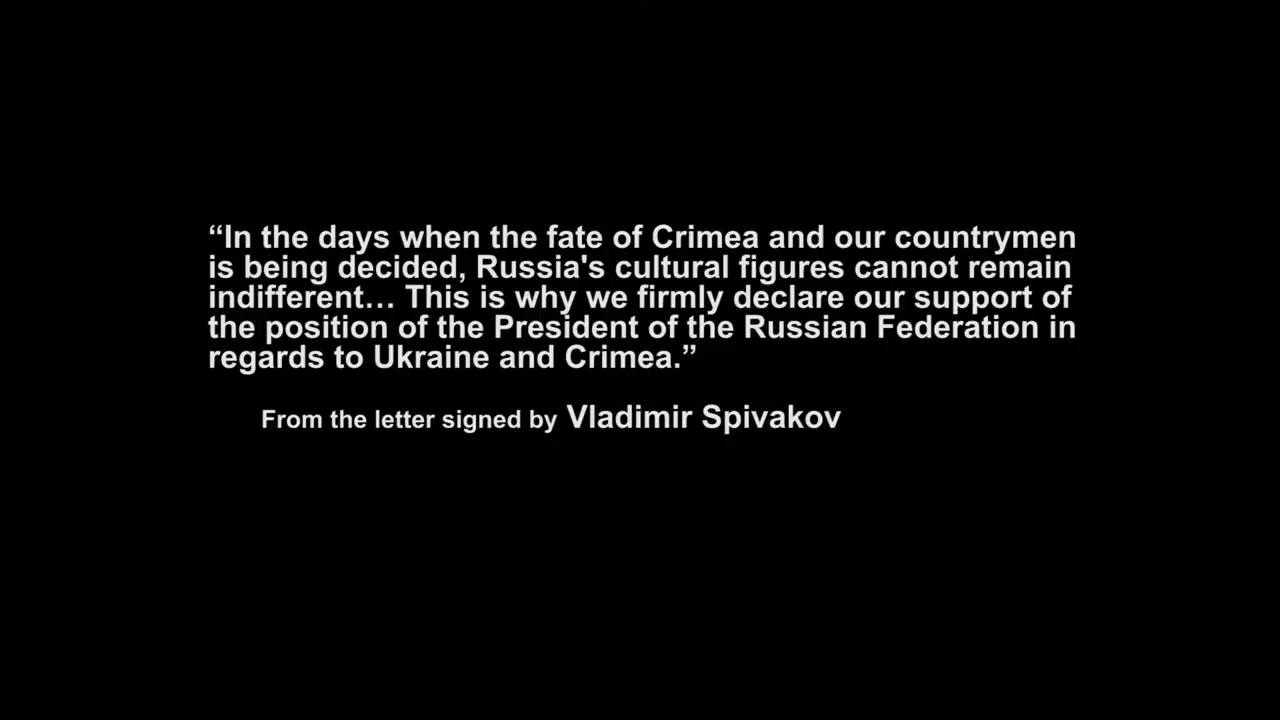 “In the days when the fate of Crimea and our countrymen
is being decided, Russia's cultural figures cannot remain
indifferent… This is why we firmly declare our support of
the position of the President of the Russian Federation in
regards to Ukraine and Crimea.”
From the letter signed by Vladimir Spivakov